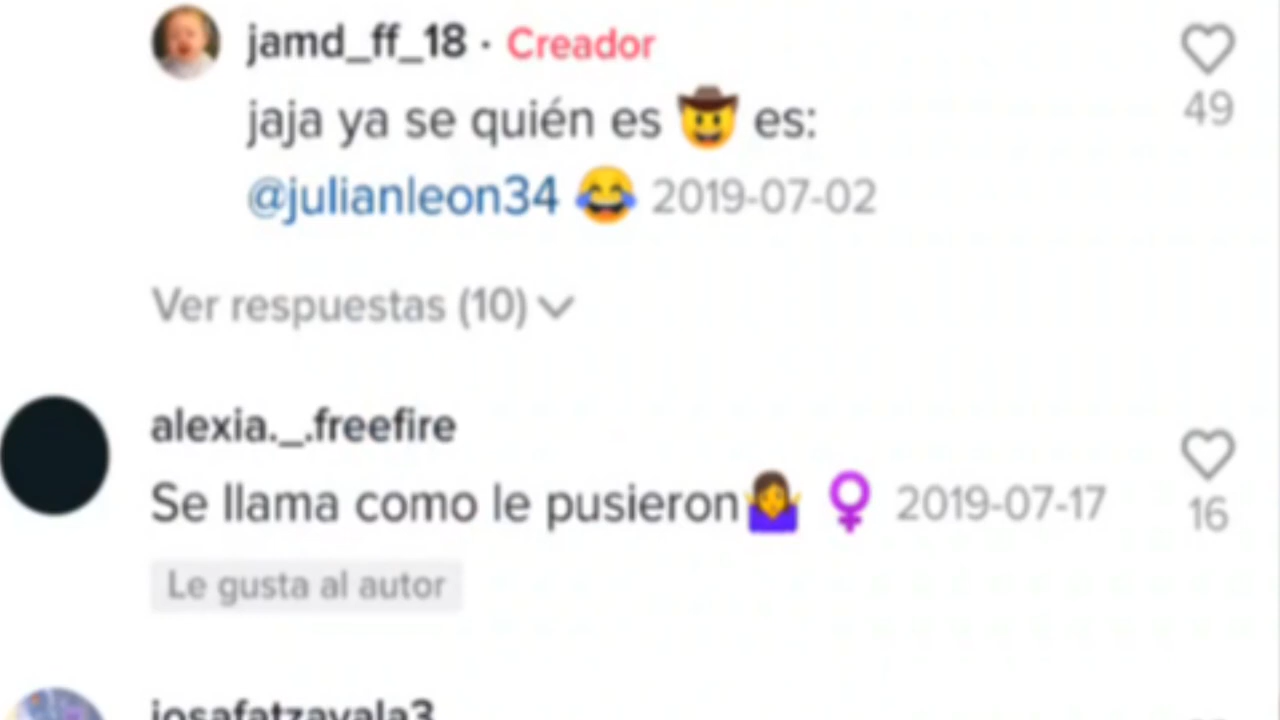 jamd_ff_18 · Creador
jaja ya se quién es 🤠 es:
@julianleon34 😂 2019-07-02
49
Ver respuestas (10)
alexia._.freefire
Se llama como le pusieron🤷‍♀ ♀ 2019-07-17
16
Le gusta al autor
josafatzavala3